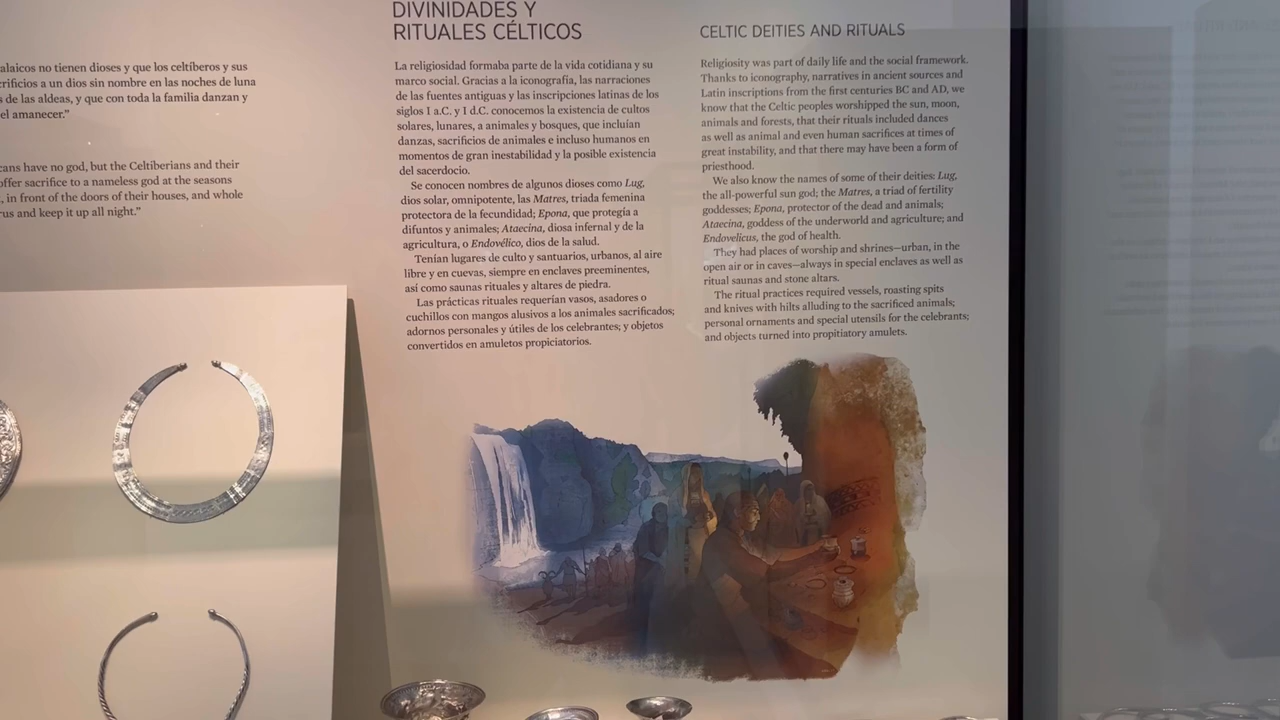 alaicos no tienen dioses y que los celtíberos y sus
rificios a un dios sin nombre en las noches de luna
s de las aldeas, y que con toda la familia danzan y
el amanecer.”
cans have no god, but the Celtiberians and their
offer sacrifice to a nameless god at the seasons
, in front of the doors of their houses, and whole
rus and keep it up all night.”
DIVINIDADES Y
RITUALES CÉLTICOS
La religiosidad formaba parte de la vida cotidiana y su
marco social. Gracias a la iconografía, las narraciones
de las fuentes antiguas y las inscripciones latinas de los
siglos I a.C. y I d.C. conocemos la existencia de cultos
solares, lunares, a animales y bosques, que incluían
danzas, sacrificios de animales e incluso humanos en
momentos de gran inestabilidad y la posible existencia
del sacerdocio.
Se conocen nombres de algunos dioses como Lug,
dios solar, omnipotente, las Matres, triada femenina
protectora de la fecundidad; Epona, que protegía a
difuntos y animales; Ataecina, diosa infernal y de la
agricultura, o Endovélico, dios de la salud.
Tenían lugares de culto y santuarios, urbanos, al aire
libre y en cuevas, siempre en enclaves preeminentes,
así como saunas rituales y altares de piedra.
Las prácticas rituales requerían vasos, asadores o
cuchillos con mangos alusivos a los animales sacrificados;
adornos personales y útiles de los celebrantes; y objetos
convertidos en amuletos propiciatorios.
CELTIC DEITIES AND RITUALS
Religiosity was part of daily life and the social framework.
Thanks to iconography, narratives in ancient sources and
Latin inscriptions from the first centuries BC and AD, we
know that the Celtic peoples worshipped the sun, moon,
animals and forests, that their rituals included dances
as well as animal and even human sacrifices at times of
great instability, and that there may have been a form of
priesthood.
We also know the names of some of their deities: Lug,
the all-powerful sun god; the Matres, a triad of fertility
goddesses; Epona, protector of the dead and animals;
Ataecina, goddess of the underworld and agriculture; and
Endovelicus, the god of health.
They had places of worship and shrines—urban, in the
open air or in caves—always in special enclaves as well as
ritual saunas and stone altars.
The ritual practices required vessels, roasting spits
and knives with hilts alluding to the sacrificed animals;
personal ornaments and special utensils for the celebrants;
and objects turned into propitiatory amulets.